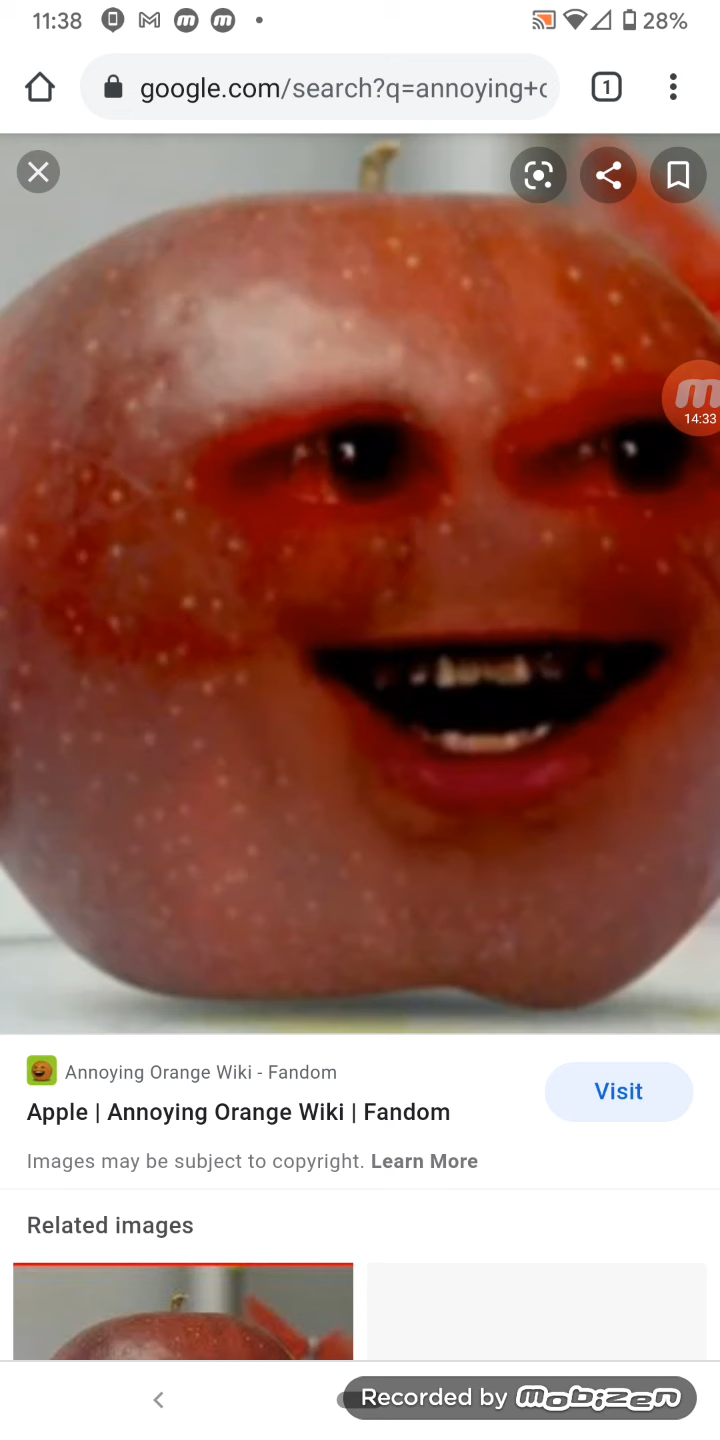 11:38
28%
google.com/search?q=annoying+c
1
14:33
Annoying Orange Wiki - Fandom
Apple | Annoying Orange Wiki | Fandom
Visit
Images may be subject to copyright. Learn More
Related images
Recorded by mobizen